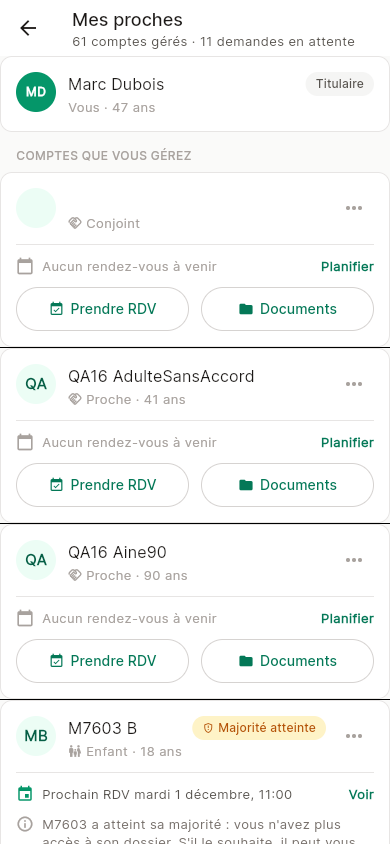 Mes proches
61 comptes gérés · 11 demandes en attente
MD
Marc Dubois
Titulaire
Vous · 47 ans
COMPTES QUE VOUS GÉREZ
Conjoint
Aucun rendez-vous à venir
Planifier
Prendre RDV
Documents
QA
QA16 AdulteSansAccord
Proche · 41 ans
Aucun rendez-vous à venir
Planifier
Prendre RDV
Documents
QA
QA16 Aine90
Proche · 90 ans
Aucun rendez-vous à venir
Planifier
Prendre RDV
Documents
MB
M7603 B
Majorité atteinte
Enfant · 18 ans
Prochain RDV mardi 1 décembre, 11:00
Voir
M7603 a atteint sa majorité : vous n'avez plus
accès à son dossier. S'il le souhaite, il peut vous